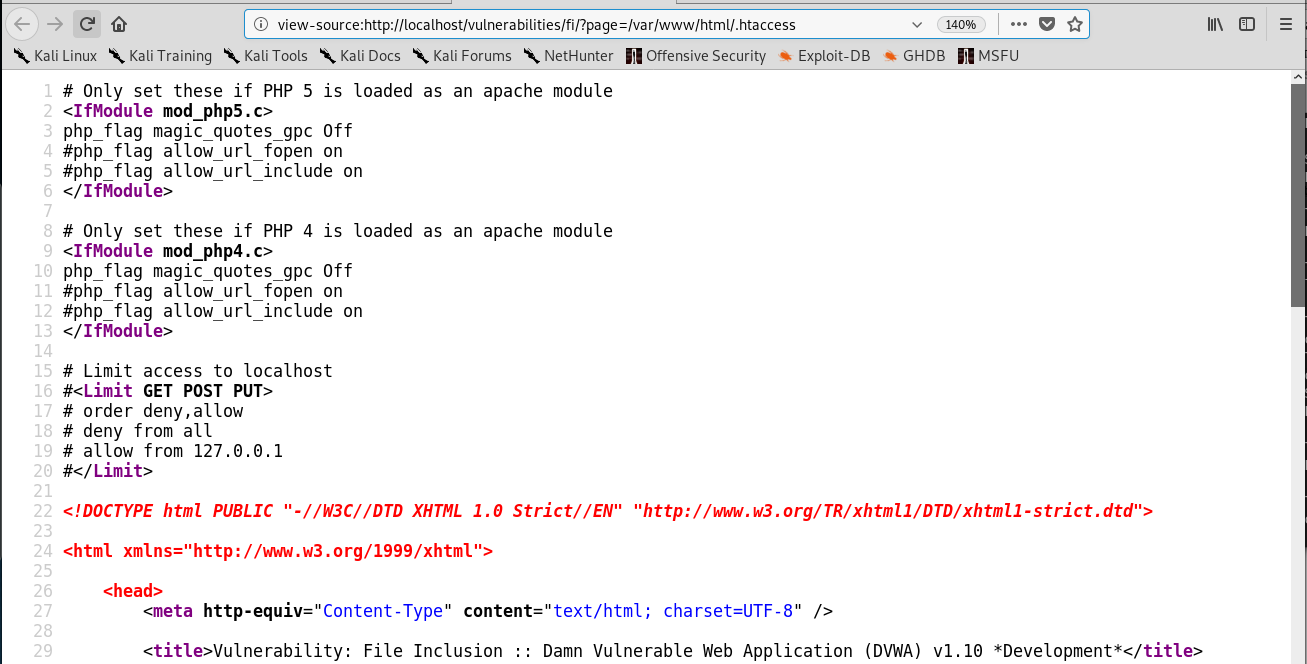 view-source:http://localhost/vulnerabilities/fi/?page=/var/www/html/.htaccess 140%
Kali Linux Kali Training Kali Tools Kali Docs Kali Forums NetHunter Offensive Security Exploit-DB GHDB MSFU
1 # Only set these if PHP 5 is loaded as an apache module
2 <IfModule mod_php5.c>
3 php_flag magic_quotes_gpc Off
4 #php_flag allow_url_fopen on
5 #php_flag allow_url_include on
6 </IfModule>
7
8 # Only set these if PHP 4 is loaded as an apache module
9 <IfModule mod_php4.c>
10 php_flag magic_quotes_gpc Off
11 #php_flag allow_url_fopen on
12 #php_flag allow_url_include on
13 </IfModule>
14
15 # Limit access to localhost
16 #<Limit GET POST PUT>
17 # order deny,allow
18 # deny from all
19 # allow from 127.0.0.1
20 #</Limit>
21
22 <!DOCTYPE html PUBLIC "-//W3C//DTD XHTML 1.0 Strict//EN" "http://www.w3.org/TR/xhtml1/DTD/xhtml1-strict.dtd">
23
24 <html xmlns="http://www.w3.org/1999/xhtml">
25
26 <head>
27 <meta http-equiv="Content-Type" content="text/html; charset=UTF-8" />
28
29 <title>Vulnerability: File Inclusion :: Damn Vulnerable Web Application (DVWA) v1.10 *Development*</title>